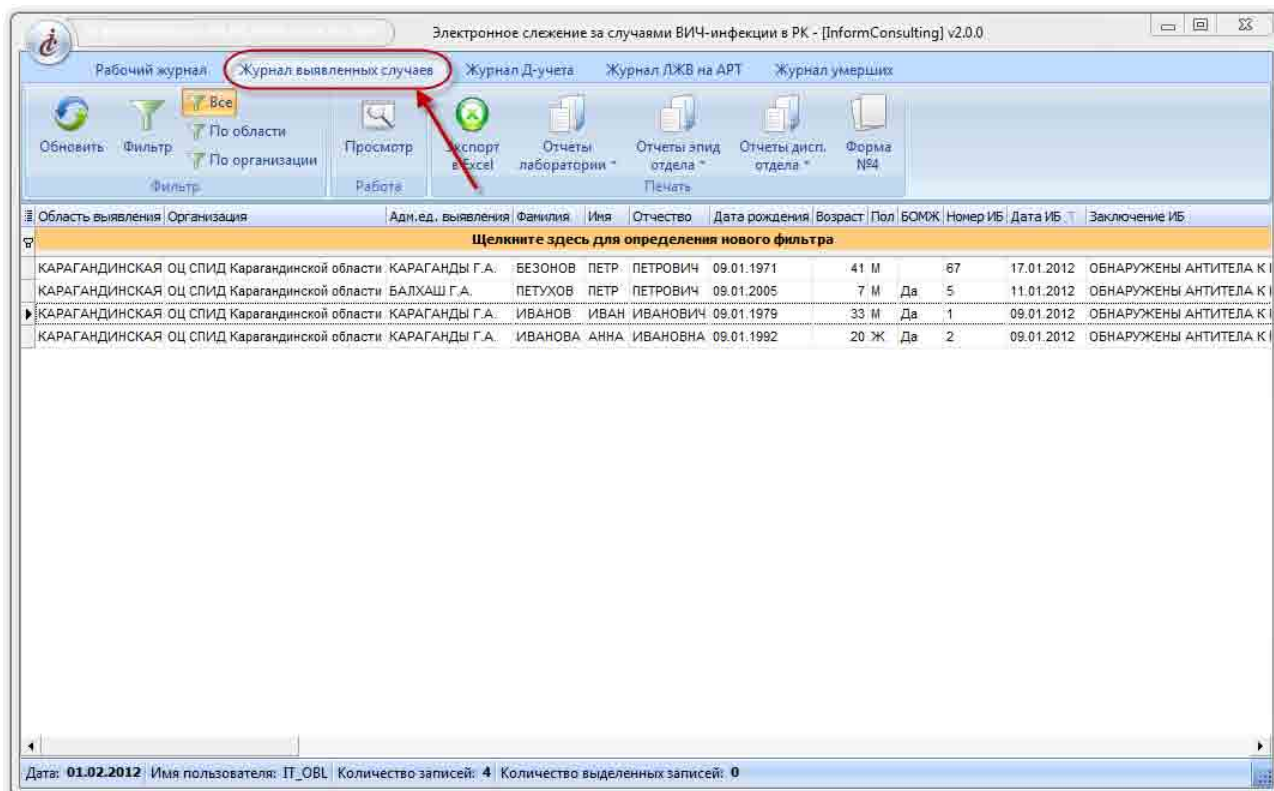 Электронное слежение за случаями ВИЧ-инфекции в РК - [InformConsulting] v2.0.0
Рабочий журнал Журнал выявленных случаев Журнал Д-учета Журнал ЛЖВ на АРТ Журнал умерших
Обновить Фильтр Все По области По организации
Просмотр
Экспорт в Excel
Отчеты лаборатории
Отчеты эпид отдела
Отчеты дисп. отдела
Форма №4
Фильтр Работа Печать
Область выявления Организация Адн.ед. выявления Фамилия Имя Отчество Дата рождения Возраст Пол БОМЖ Номер ИБ Дата ИБ Заключение ИБ
Щелкните здесь для определения нового фильтра
КАРАГАНДИНСКАЯ ОЦ СПИД Карагандинской области КАРАГАНДЫ Г.А. БЕЗОНОВ ПЕТР ПЕТРОВИЧ 09.01.1971 41 М 67 17.01.2012 ОБНАРУЖЕНЫ АНТИТЕЛА К
КАРАГАНДИНСКАЯ ОЦ СПИД Карагандинской области БАЛХАШ Г.А. ПЕТУХОВ ПЕТР ПЕТРОВИЧ 09.01.2005 7 М Да 5 11.01.2012 ОБНАРУЖЕНЫ АНТИТЕЛА К
КАРАГАНДИНСКАЯ ОЦ СПИД Карагандинской области КАРАГАНДЫ Г.А. ИВАНОВ ИВАН ИВАНОВИЧ 09.01.1979 33 М Да 1 09.01.2012 ОБНАРУЖЕНЫ АНТИТЕЛА К
КАРАГАНДИНСКАЯ ОЦ СПИД Карагандинской области КАРАГАНДЫ Г.А. ИВАНОВА АННА ИВАНОВНА 09.01.1992 20 Ж Да 2 09.01.2012 ОБНАРУЖЕНЫ АНТИТЕЛА К
Дата: 01.02.2012 Имя пользователя: IT_OBL Количество записей: 4 Количество выделенных записей: 0